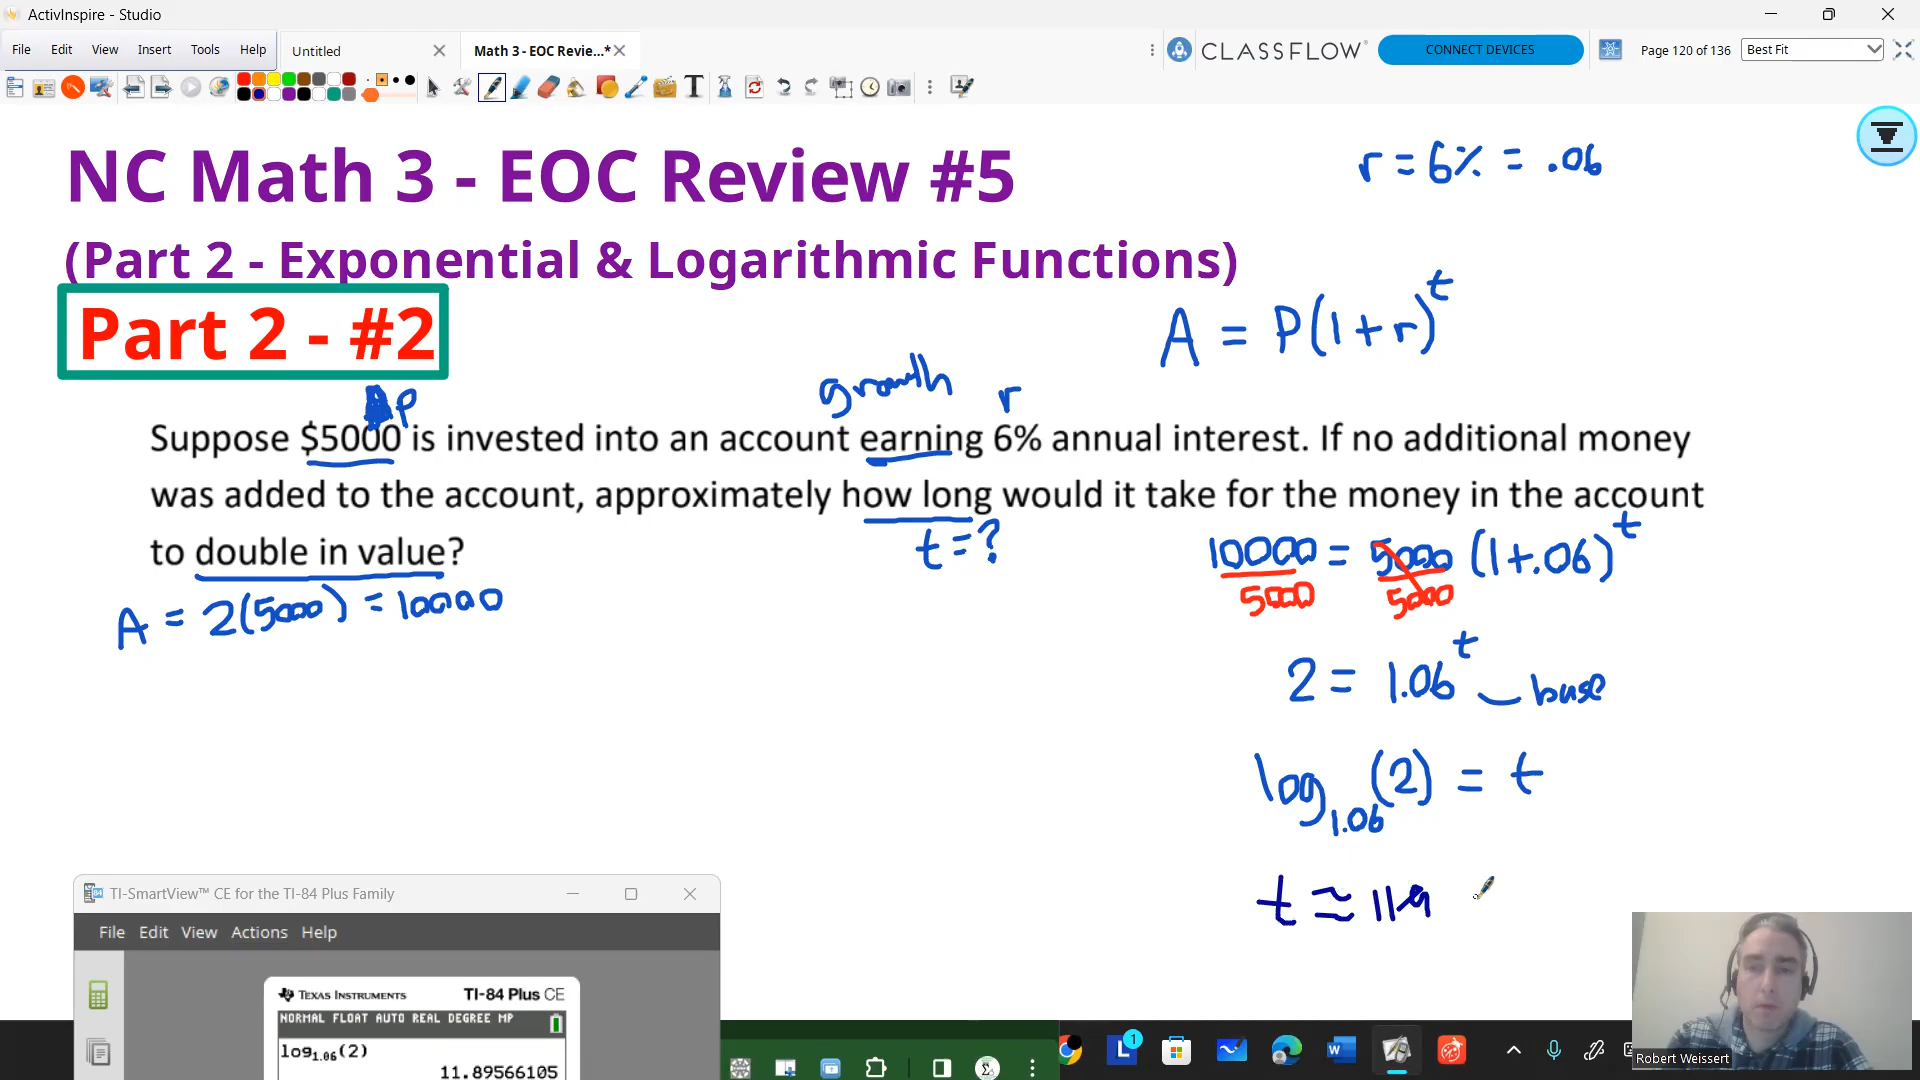 ActivInspire - Studio
File Edit View Insert Tools Help
Untitled
Math 3 - EOC Revie...*
CLASSFLOW
CONNECT DEVICES
Page 120 of 136
Best Fit
NC Math 3 - EOC Review #5
r = 6% = .06
(Part 2 - Exponential & Logarithmic Functions)
Part 2 - #2
A = P(1 + r)^t
P
growth
r
Suppose $5000 is invested into an account earning 6% annual interest. If no additional money
was added to the account, approximately how long would it take for the money in the account
to double in value?
t = ?
10000 = 5000 (1+.06)^t
5000 5000
A = 2(5000) = 10000
2 = 1.06^t base
log1.06(2) = t
t ≈ 11.9
TI-SmartView™ CE for the TI-84 Plus Family
File Edit View Actions Help
TEXAS INSTRUMENTS TI-84 Plus CE
NORMAL FLOAT AUTO REAL DEGREE MP
log1.06(2)
11.89566105
1
Robert Weissert